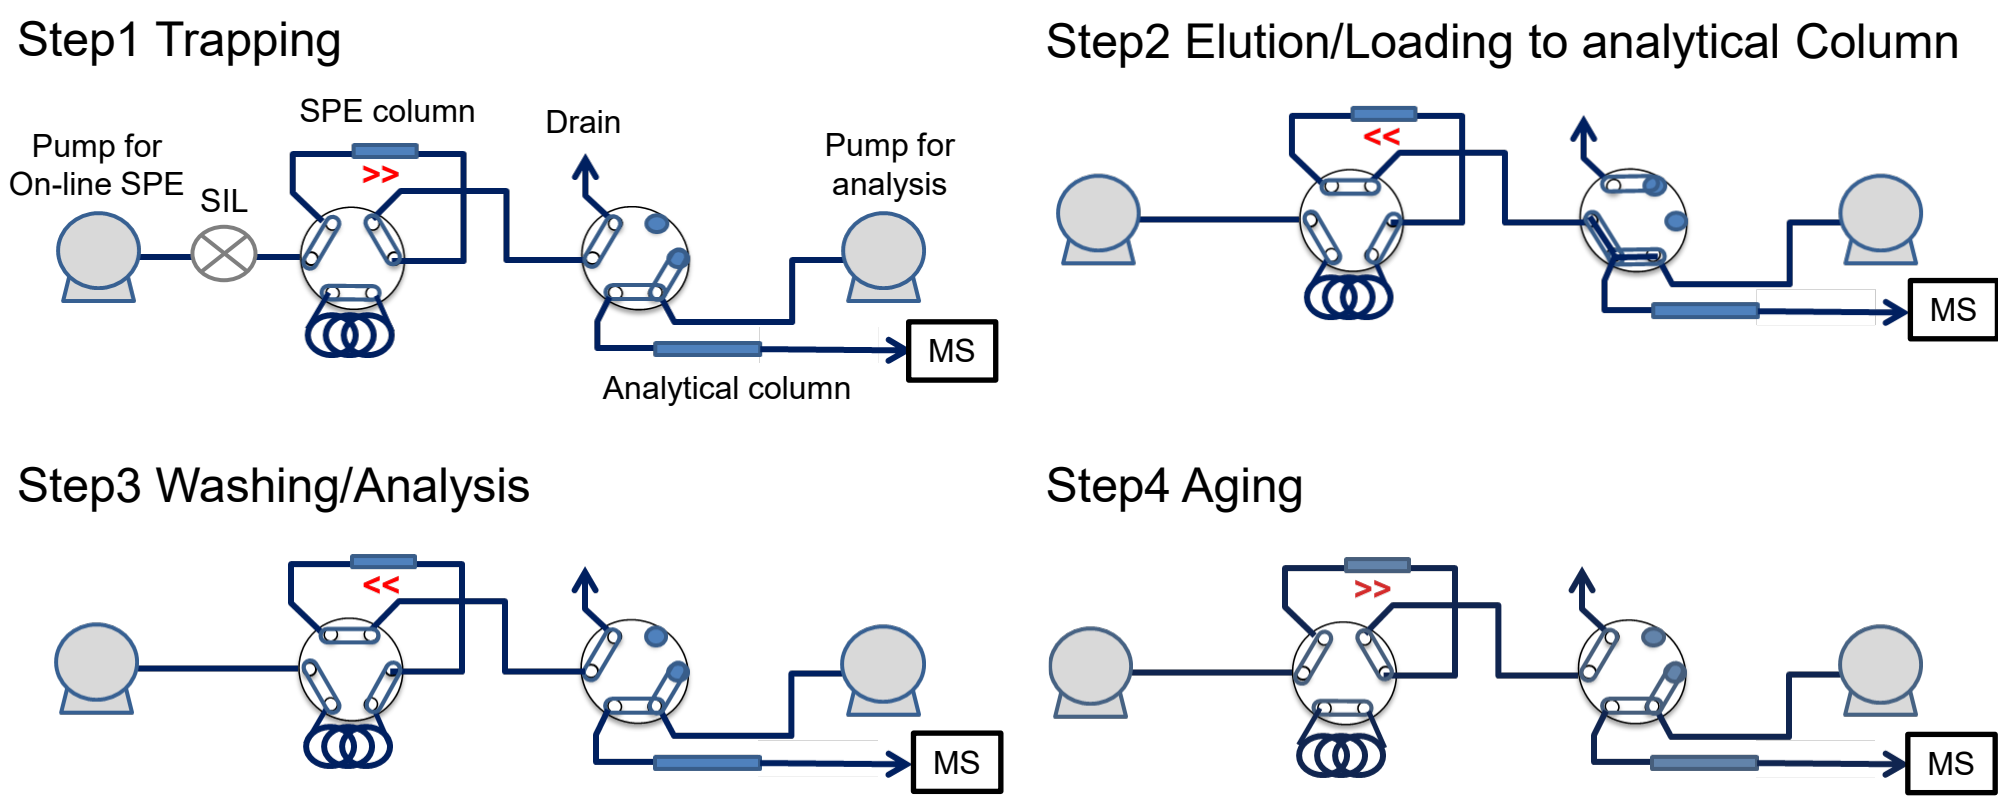 Step1 Trapping
SPE column
Drain
Pump for
On-line SPE
SIL
>>
Pump for
analysis
MS
Analytical column
Step2 Elution/Loading to analytical Column
<<
MS
Step3 Washing/Analysis
<<
MS
Step4 Aging
>>
MS